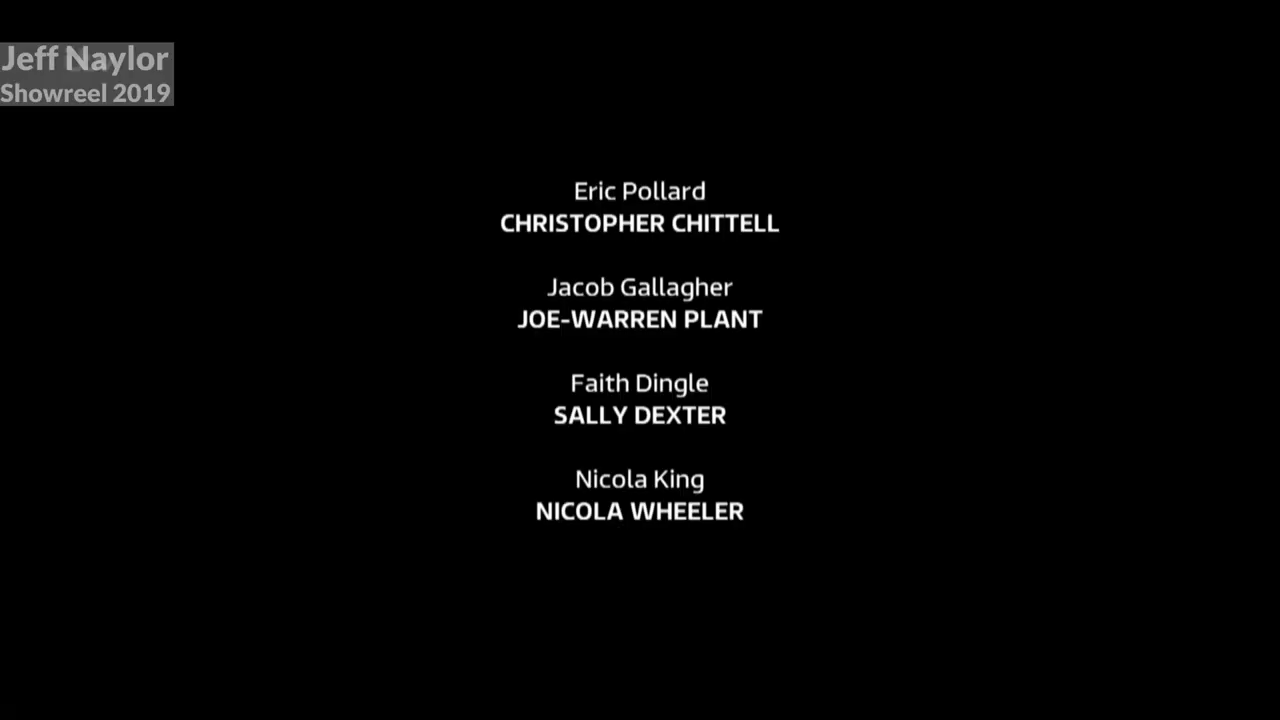 Jeff Naylor
Showreel 2019
Eric Pollard
CHRISTOPHER CHITTELL
Jacob Gallagher
JOE-WARREN PLANT
Faith Dingle
SALLY DEXTER
Nicola King
NICOLA WHEELER